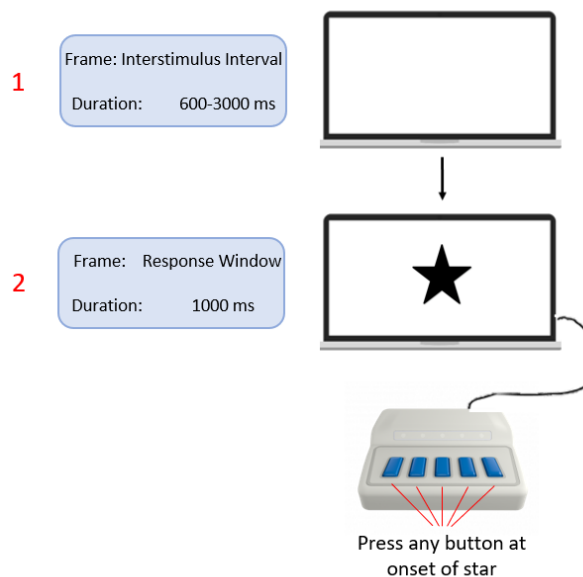 1
Frame: Interstimulus Interval
Duration: 600-3000 ms
2
Frame: Response Window
Duration: 1000 ms
Press any button at
onset of star